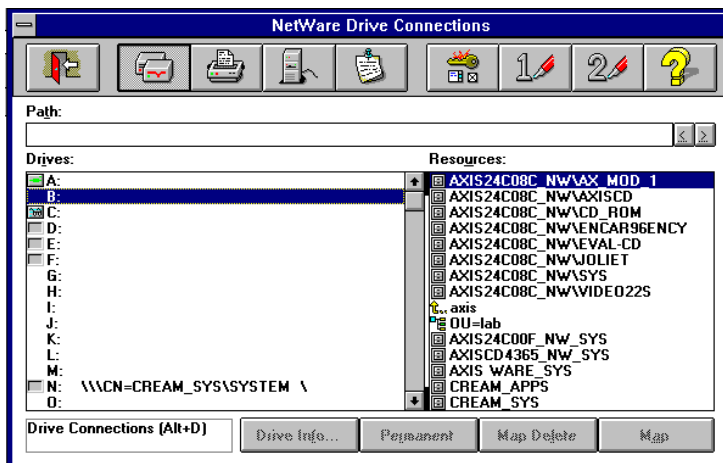 NetWare Drive Connections
1 2 ?
Path:
< >
Drives:
A:
B:
C:
D:
E:
F:
G:
H:
I:
J:
K:
L:
M:
N: \\\CN=CREAM_SYS\SYSTEM \
O:
Resources:
AXIS24C08C_NW\AX_MOD_1
AXIS24C08C_NW\AXISCD
AXIS24C08C_NW\CD_ROM
AXIS24C08C_NW\ENCAR96ENCY
AXIS24C08C_NW\EVAL-CD
AXIS24C08C_NW\JOLIET
AXIS24C08C_NW\SYS
AXIS24C08C_NW\VIDEO22S
axis
OU=lab
AXIS24C00F_NW_SYS
AXISCD4365_NW_SYS
AXIS WARE_SYS
CREAM_APPS
CREAM_SYS
Drive Connections (Alt+D)
Drive Info...
Permanent
Map Delete
Map